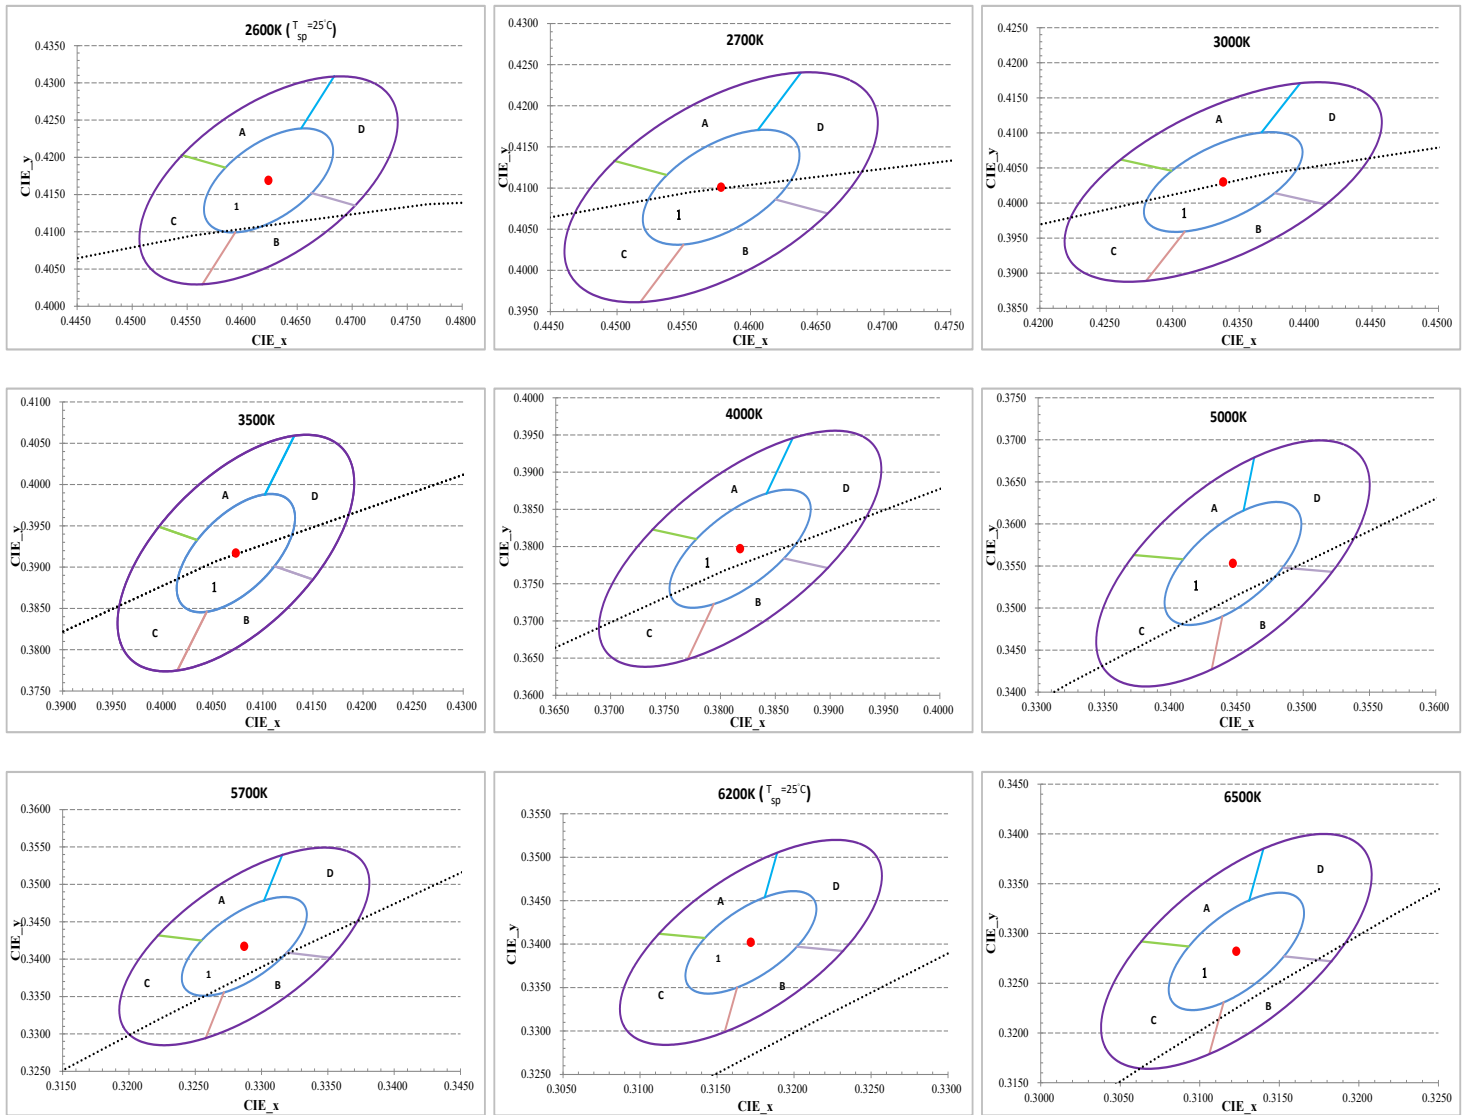 2600K ( T sp =25°C)
0.4350
0.4300
0.4250
0.4200
0.4150
0.4100
0.4050
0.4000
CIE_y
A
D
1
C
B
0.4450 0.4500 0.4550 0.4600 0.4650 0.4700 0.4750 0.4800
CIE_x
2700K
0.4300
0.4250
0.4200
0.4150
0.4100
0.4050
0.4000
0.3950
CIE_y
A
D
1
C
B
0.4450 0.4500 0.4550 0.4600 0.4650 0.4700 0.4750
CIE_x
3000K
0.4250
0.4200
0.4150
0.4100
0.4050
0.4000
0.3950
0.3900
0.3850
CIE_y
A
D
1
B
C
0.4200 0.4250 0.4300 0.4350 0.4400 0.4450 0.4500
CIE_x
3500K
0.4100
0.4050
0.4000
0.3950
0.3900
0.3850
0.3800
0.3750
CIE_y
A
D
1
B
C
0.3900 0.3950 0.4000 0.4050 0.4100 0.4150 0.4200 0.4250 0.4300
CIE_x
4000K
0.4000
0.3950
0.3900
0.3850
0.3800
0.3750
0.3700
0.3650
0.3600
CIE_y
A
D
1
B
C
0.3650 0.3700 0.3750 0.3800 0.3850 0.3900 0.3950 0.4000
CIE_x
5000K
0.3750
0.3700
0.3650
0.3600
0.3550
0.3500
0.3450
0.3400
CIE_y
D
A
1
B
C
0.3300 0.3350 0.3400 0.3450 0.3500 0.3550 0.3600
CIE_x
5700K
0.3600
0.3550
0.3500
0.3450
0.3400
0.3350
0.3300
0.3250
CIE_y
D
A
1
C
B
0.3150 0.3200 0.3250 0.3300 0.3350 0.3400 0.3450
CIE_x
6200K ( T sp =25°C)
0.3550
0.3500
0.3450
0.3400
0.3350
0.3300
0.3250
CIE_y
D
A
1
B
C
0.3050 0.3100 0.3150 0.3200 0.3250 0.3300
CIE_x
6500K
0.3450
0.3400
0.3350
0.3300
0.3250
0.3200
0.3150
CIE_y
D
A
1
B
C
0.3000 0.3050 0.3100 0.3150 0.3200 0.3250
CIE_x